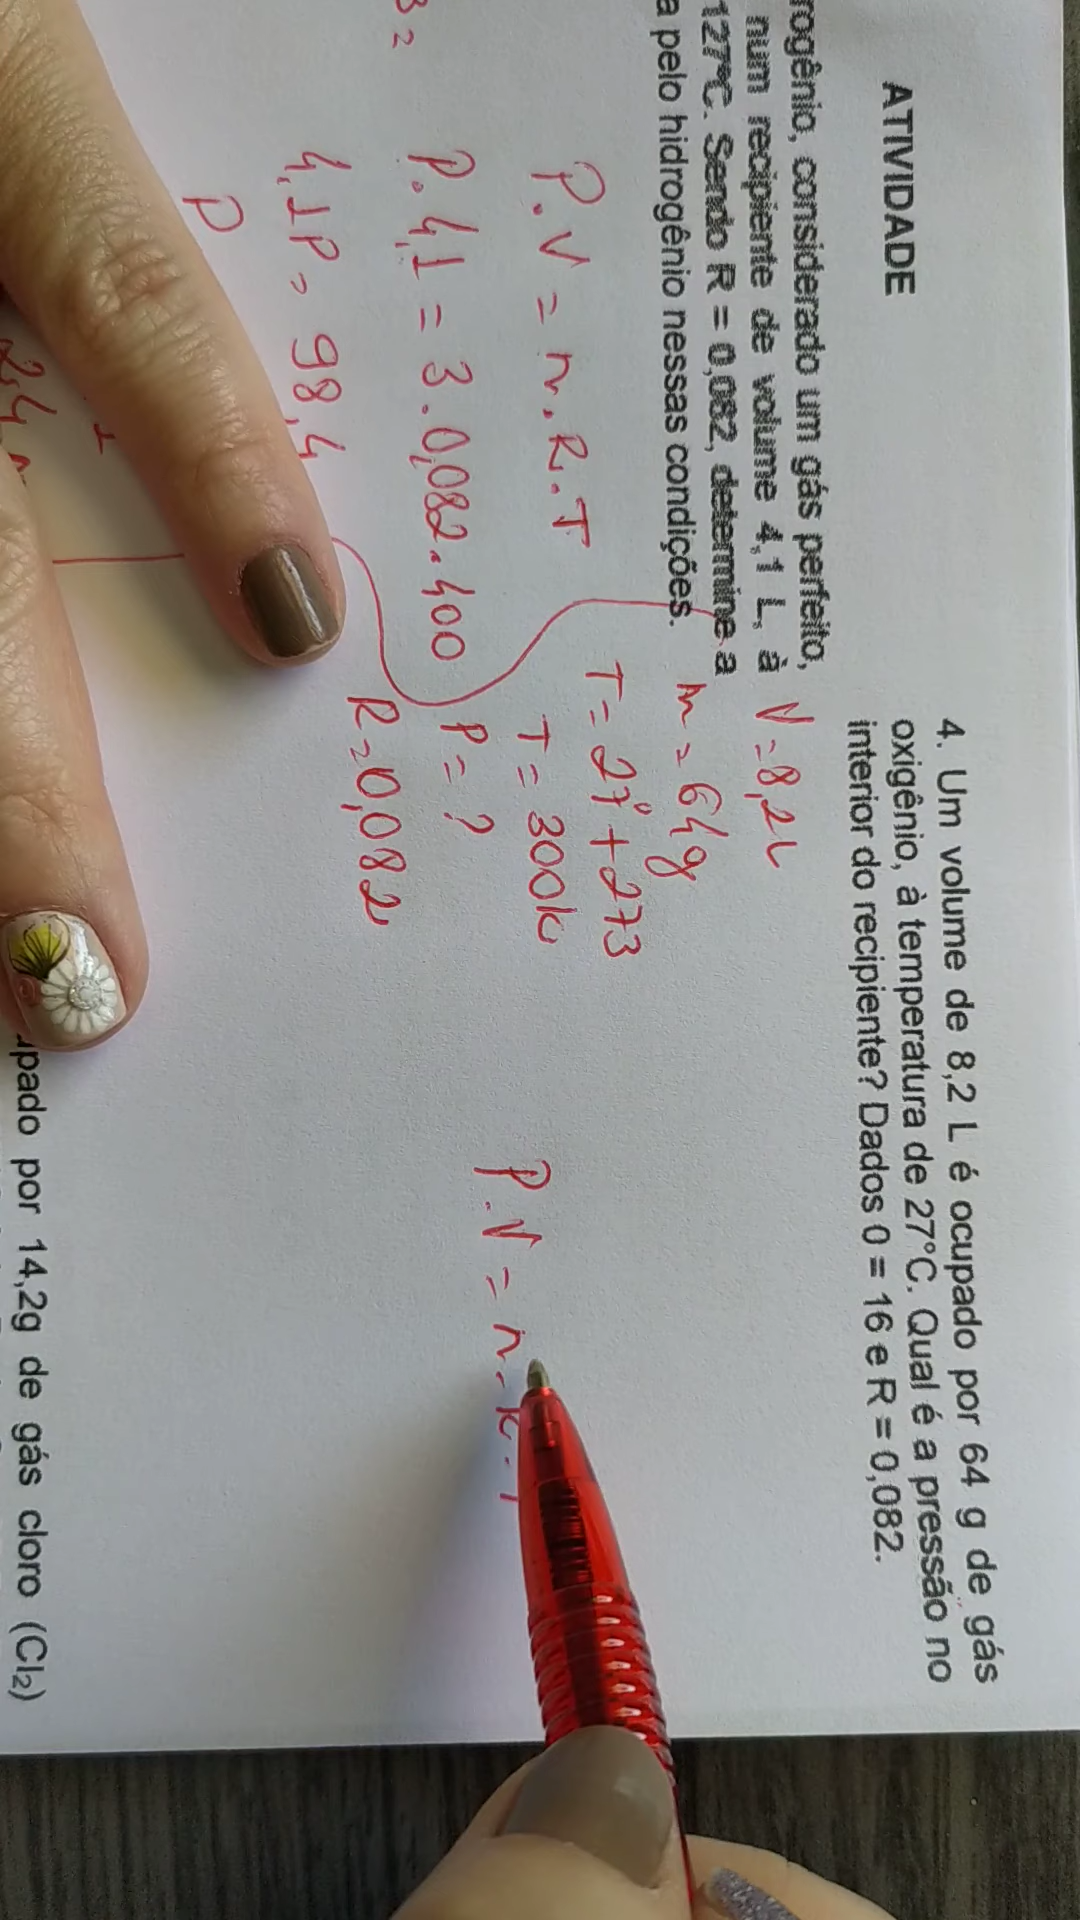 ATIVIDADE
rogênio, considerado um gás perfeito,
num recipiente de volume 4,1 L, à
127°C. Sendo R = 0,082, determine a
a pelo hidrogênio nessas condições.
P.V = n.R.T
P.4,1 = 3.0,082.400
4,1P = 98,4
P
4. Um volume de 8,2 L é ocupado por 64 g de gás
oxigênio, à temperatura de 27°C. Qual é a pressão no
interior do recipiente? Dados 0 = 16 e R = 0,082.
V = 8,2L
m = 64g
T = 27° + 273
T = 300k
P = ?
R = 0,082
P.V = n.R.T
upado por 14,2g de gás cloro (Cl₂)